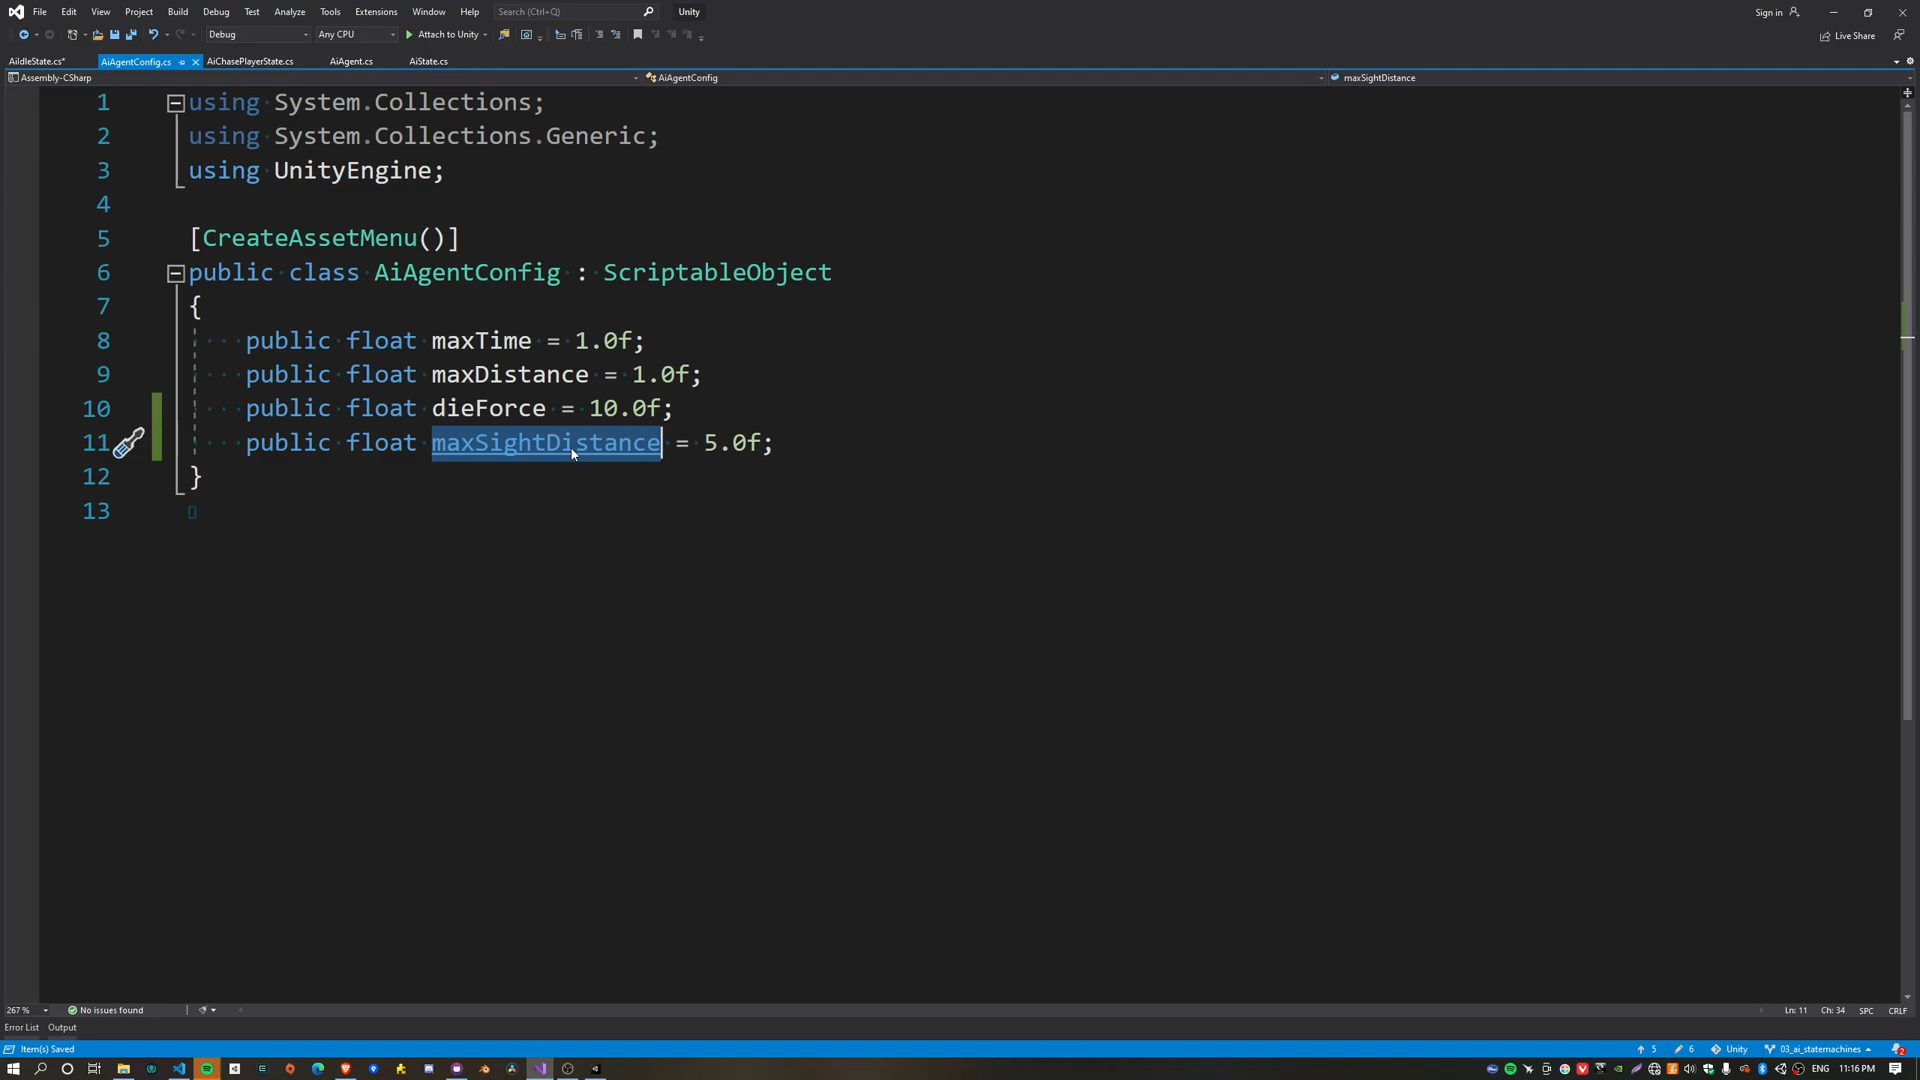 File Edit View Project Build Debug Test Analyze Tools Extensions Window Help Search (Ctrl+Q) Unity Sign in
Debug Any CPU Attach to Unity Live Share
AiIdleState.cs* AiAgentConfig.cs AiChasePlayerState.cs AiAgent.cs AiState.cs
Assembly-CSharp AiAgentConfig maxSightDistance
1 using System.Collections;
2 using System.Collections.Generic;
3 using UnityEngine;
4
5 [CreateAssetMenu()]
6 public class AiAgentConfig : ScriptableObject
7 {
8 public float maxTime = 1.0f;
9 public float maxDistance = 1.0f;
10 public float dieForce = 10.0f;
11 public float maxSightDistance = 5.0f;
12 }
13
267 % No issues found Ln: 11 Ch: 34 SPC CRLF
Error List Output
Item(s) Saved 5 6 Unity 03_ai_statemachines 2
ENG 11:16 PM